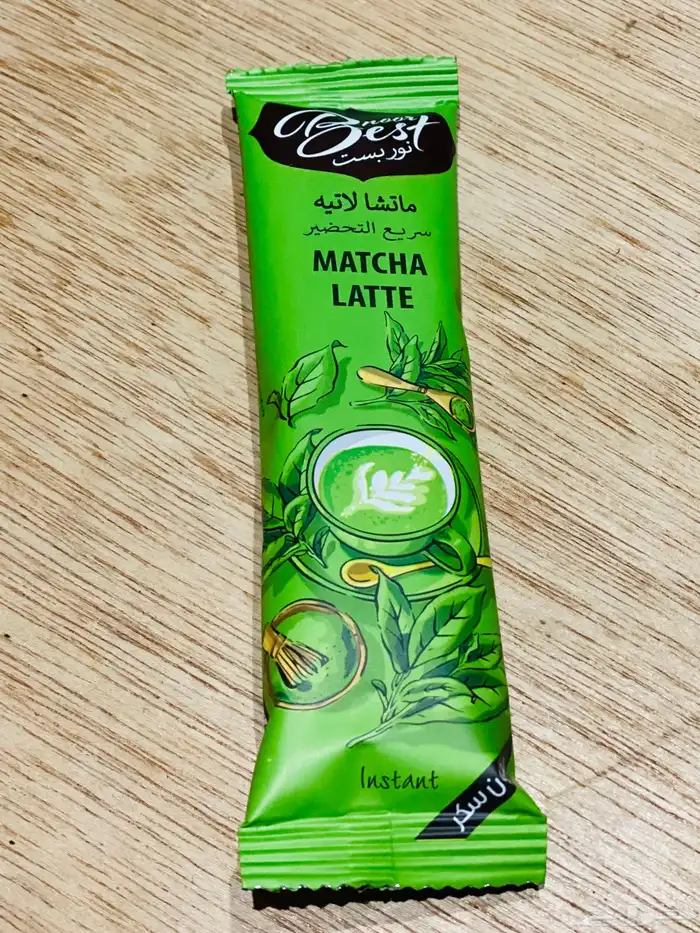 noor
Best
نور بست
ماتشا لاتيه
سريع التحضير
MATCHA
LATTE
Instant
سكر